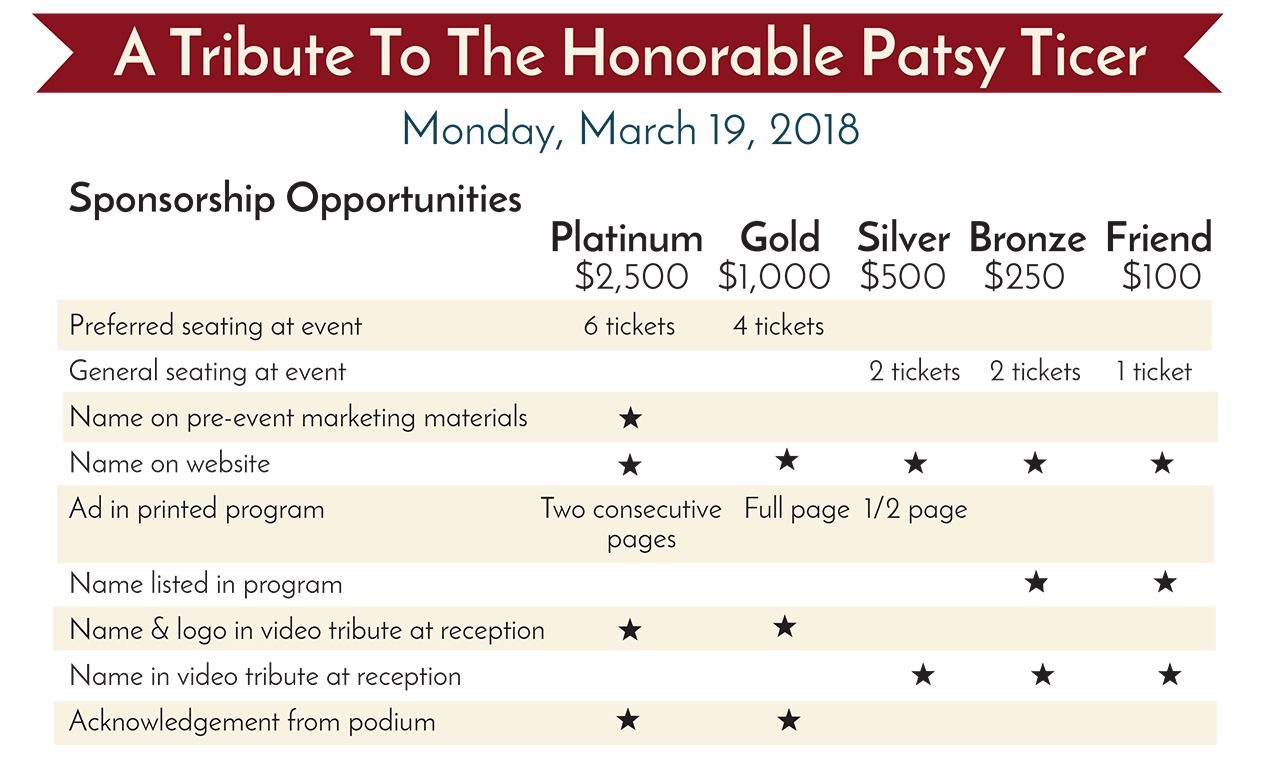 A Tribute To The Honorable Patsy Ticer
Monday, March 19, 2018
Sponsorship Opportunities
Platinum Gold Silver Bronze Friend
$2,500 $1,000 $500 $250 $100
Preferred seating at event 6 tickets 4 tickets
General seating at event 2 tickets 2 tickets 1 ticket
Name on pre-event marketing materials ★
Name on website ★ ★ ★ ★ ★
Ad in printed program Two consecutive Full page 1/2 page
pages
Name listed in program ★ ★
Name & logo in video tribute at reception ★ ★
Name in video tribute at reception ★ ★ ★
Acknowledgement from podium ★ ★